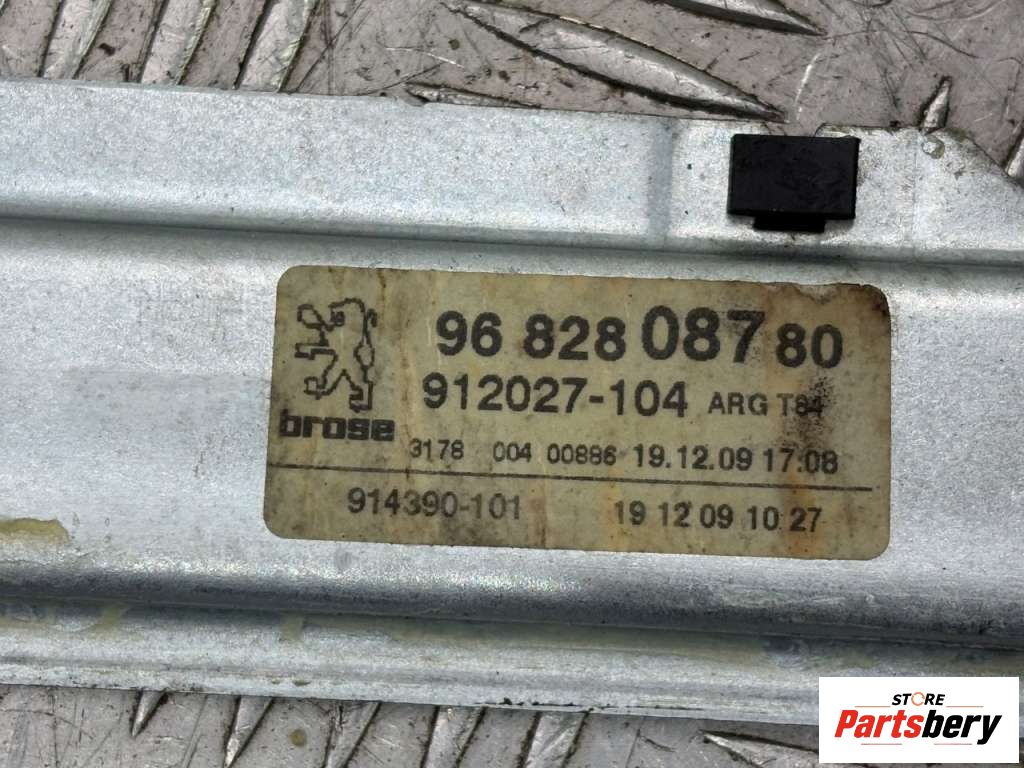 96 828 087 80
912027-104 ARG T84
brose
3178 004 00886 19.12.09 17:08
914390-101 19 12 09 10 27
STORE
Partsbery